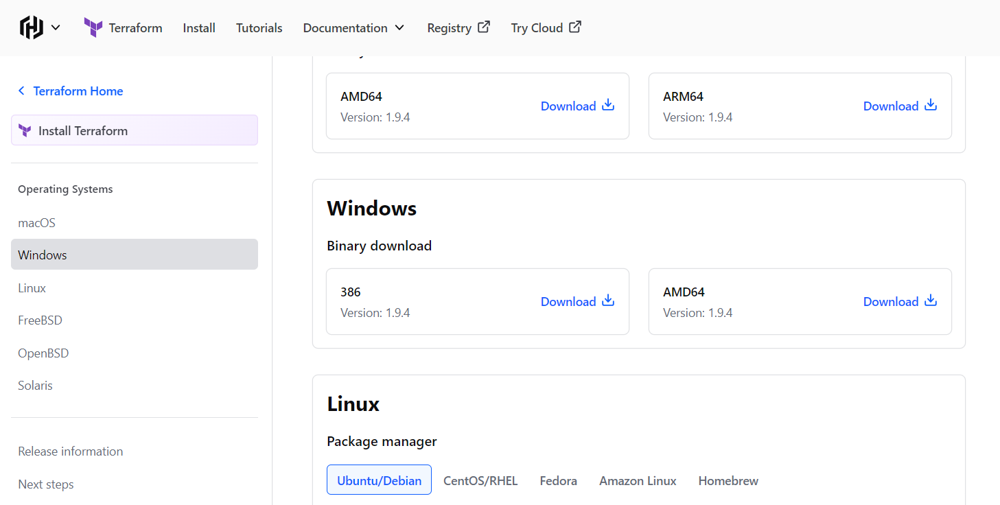 Terraform Install Tutorials Documentation Registry Try Cloud
Terraform Home
Install Terraform
Operating Systems
macOS
Windows
Linux
FreeBSD
OpenBSD
Solaris
Release information
Next steps
AMD64
Version: 1.9.4
Download
ARM64
Version: 1.9.4
Download
Windows
Binary download
386
Version: 1.9.4
Download
AMD64
Version: 1.9.4
Download
Linux
Package manager
Ubuntu/Debian CentOS/RHEL Fedora Amazon Linux Homebrew